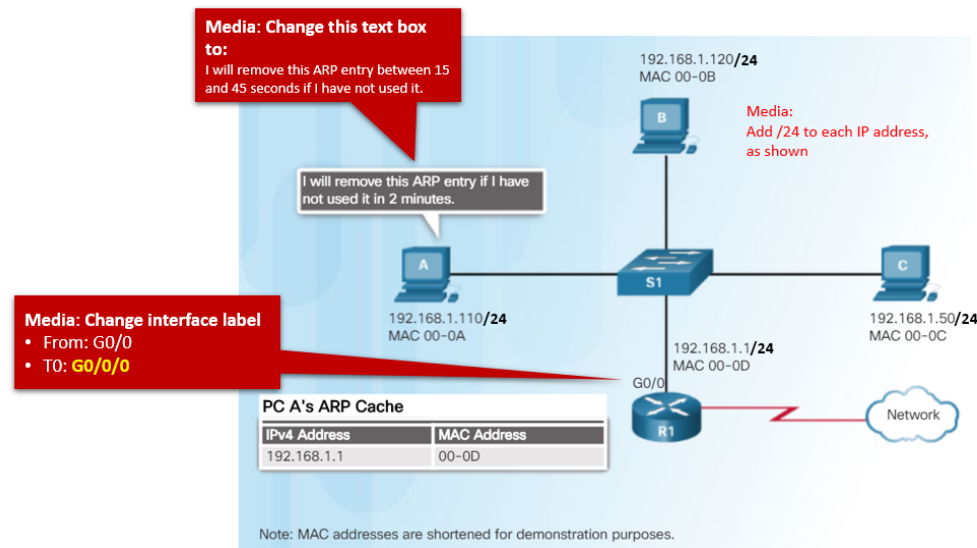 Media: Change this text box
to:
I will remove this ARP entry between 15
and 45 seconds if I have not used it.
192.168.1.120/24
MAC 00-0B
B
Media:
Add /24 to each IP address,
as shown
I will remove this ARP entry if I have
not used it in 2 minutes.
A
S1
C
192.168.1.110/24
MAC 00-0A
192.168.1.50/24
MAC 00-0C
Media: Change interface label
• From: G0/0
• T0: G0/0/0
192.168.1.1/24
MAC 00-0D
G0/0
R1
Network
PC A's ARP Cache
IPv4 Address MAC Address
192.168.1.1 00-0D
Note: MAC addresses are shortened for demonstration purposes.